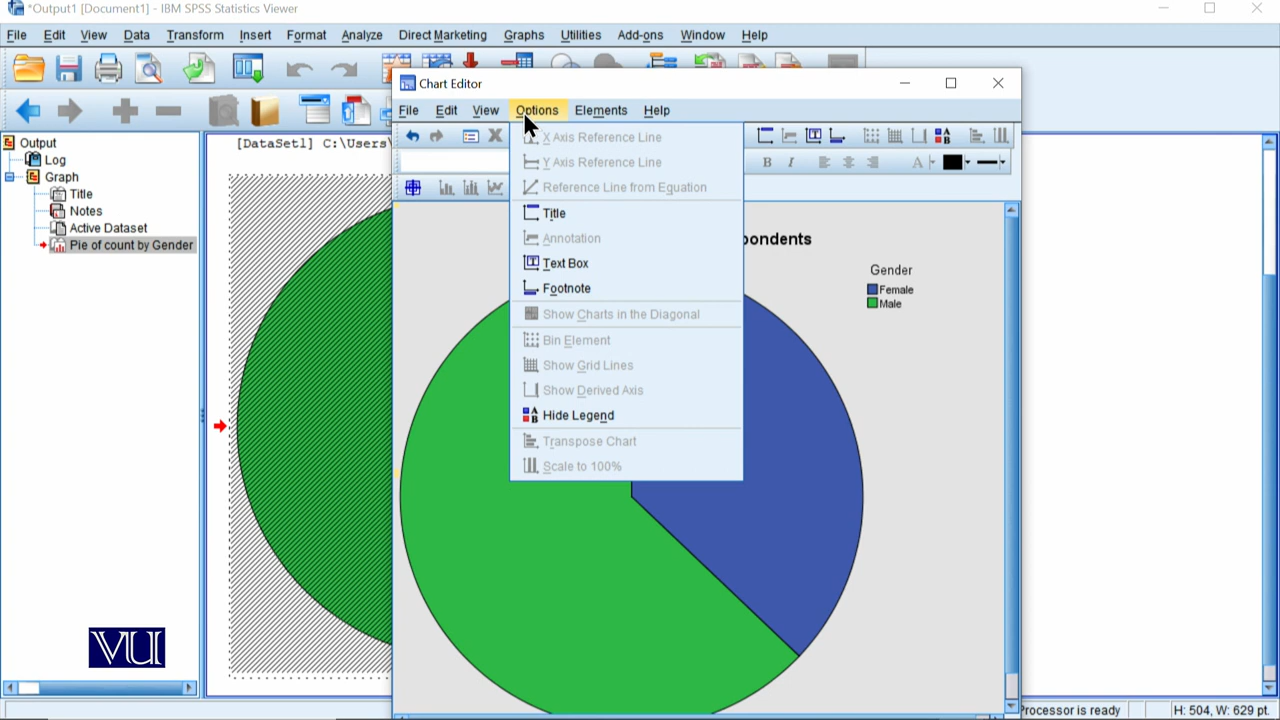 *Output1 [Document1] - IBM SPSS Statistics Viewer
File Edit View Data Transform Insert Format Analyze Direct Marketing Graphs Utilities Add-ons Window Help
Chart Editor
File Edit View Options Elements Help
Output
Log
Graph
Title
Notes
Active Dataset
Pie of count by Gender
[DataSet1] C:\Users\
X Axis Reference Line
Y Axis Reference Line
Reference Line from Equation
Title
Annotation
Text Box
Footnote
Show Charts in the Diagonal
Bin Element
Show Grid Lines
Show Derived Axis
Hide Legend
Transpose Chart
Scale to 100%
B I A
pondents
Gender
Female
Male
VU
Processor is ready
H: 504, W: 629 pt.